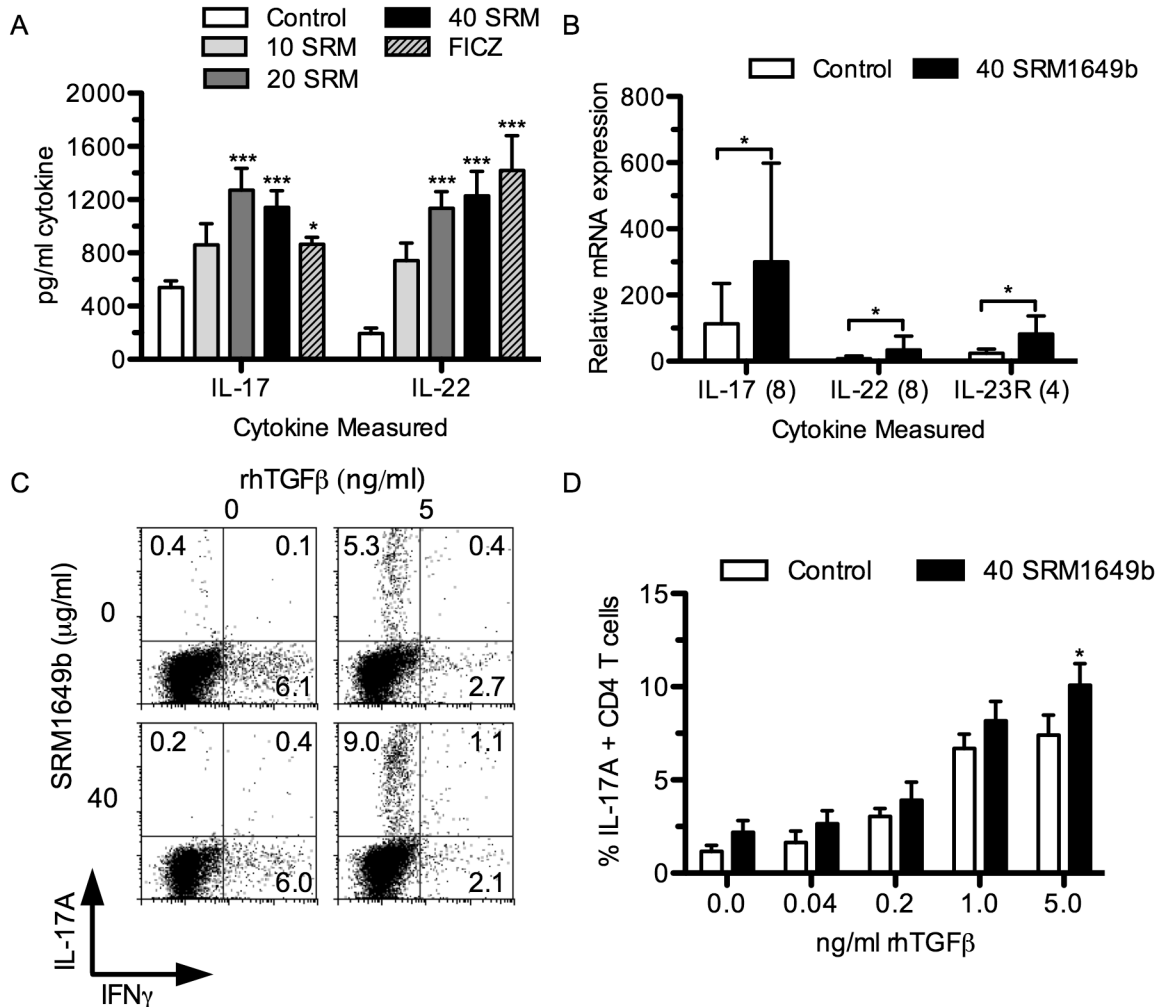 A
Control
10 SRM
20 SRM
40 SRM
FICZ
pg/ml cytokine
2000
1600
1200
800
400
0
***
***
*
***
***
***
IL-17
IL-22
Cytokine Measured
B
Control
40 SRM1649b
Relative mRNA expression
800
600
400
200
0
*
*
*
IL-17 (8)
IL-22 (8)
IL-23R (4)
Cytokine Measured
C
rhTGFβ (ng/ml)
0
5
SRM1649b (μg/ml)
0
0.4
0.1
6.1
5.3
0.4
2.7
40
0.2
0.4
6.0
9.0
1.1
2.1
IL-17A
IFNγ
D
Control
40 SRM1649b
% IL-17A + CD4 T cells
15
10
5
0
*
0.0
0.04
0.2
1.0
5.0
ng/ml rhTGFβ